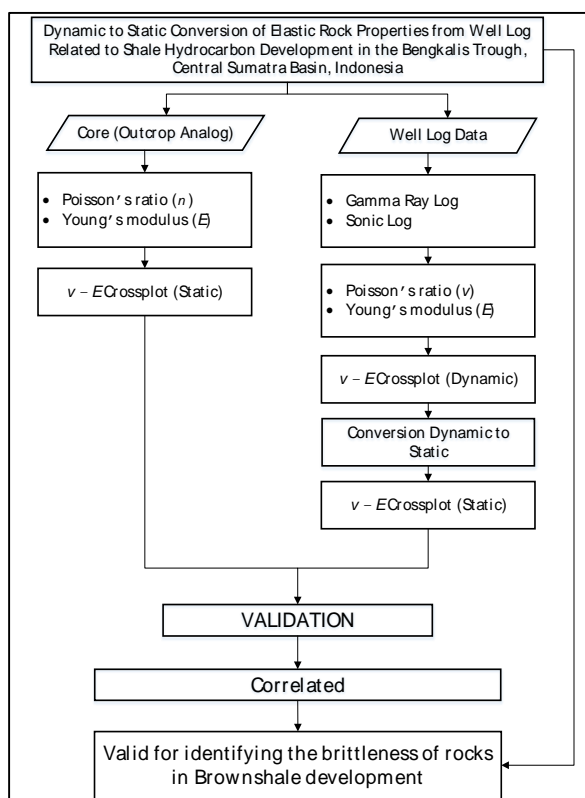 Dynamic to Static Conversion of Elastic Rock Properties from Well Log
Related to Shale Hydrocarbon Development in the Bengkalis Trough,
Central Sumatra Basin, Indonesia
Core (Outcrop Analog)
• Poisson's ratio (n)
• Young's modulus (E)
v – E Crossplot (Static)
Well Log Data
• Gamma Ray Log
• Sonic Log
• Poisson's ratio (v)
• Young's modulus (E)
v – E Crossplot (Dynamic)
Conversion Dynamic to
Static
v – E Crossplot (Static)
VALIDATION
Correlated
Valid for identifying the brittleness of rocks
in Brownshale development